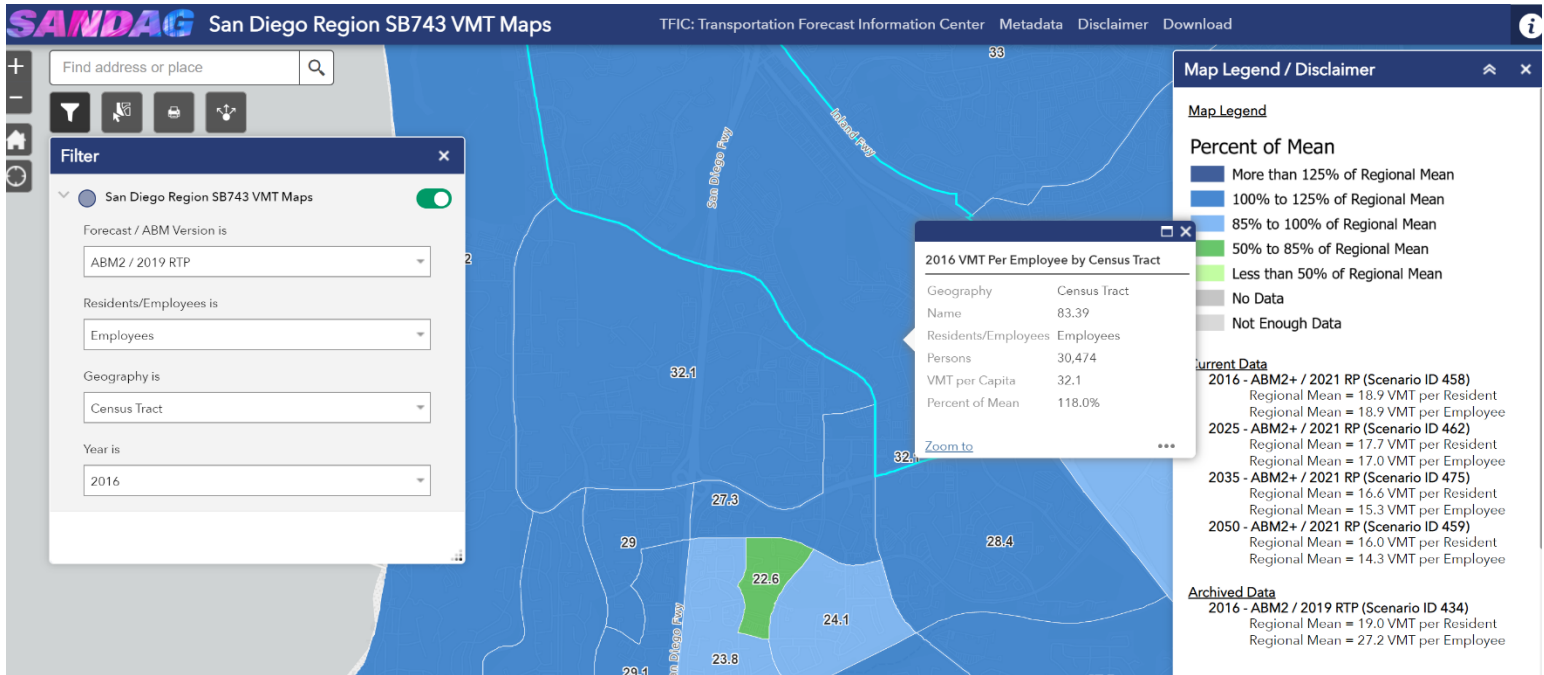 SANDAG San Diego Region SB743 VMT Maps TFIC: Transportation Forecast Information Center Metadata Disclaimer Download i
+
−
Find address or place
Filter ×
San Diego Region SB743 VMT Maps
Forecast / ABM Version is
ABM2 / 2019 RTP
Residents/Employees is
Employees
Geography is
Census Tract
Year is
2016
33
Inland Fwy
San Diego Fwy
2
32.1
32.1
27.3
29
28.4
22.6
24.1
San Diego Fwy
23.8
29.1
2016 VMT Per Employee by Census Tract
Geography Census Tract
Name 83.39
Residents/Employees Employees
Persons 30,474
VMT per Capita 32.1
Percent of Mean 118.0%
Zoom to •••
Map Legend / Disclaimer
Map Legend
Percent of Mean
More than 125% of Regional Mean
100% to 125% of Regional Mean
85% to 100% of Regional Mean
50% to 85% of Regional Mean
Less than 50% of Regional Mean
No Data
Not Enough Data
Current Data
2016 - ABM2+ / 2021 RP (Scenario ID 458)
Regional Mean = 18.9 VMT per Resident
Regional Mean = 18.9 VMT per Employee
2025 - ABM2+ / 2021 RP (Scenario ID 462)
Regional Mean = 17.7 VMT per Resident
Regional Mean = 17.0 VMT per Employee
2035 - ABM2+ / 2021 RP (Scenario ID 475)
Regional Mean = 16.6 VMT per Resident
Regional Mean = 15.3 VMT per Employee
2050 - ABM2+ / 2021 RP (Scenario ID 459)
Regional Mean = 16.0 VMT per Resident
Regional Mean = 14.3 VMT per Employee
Archived Data
2016 - ABM2 / 2019 RTP (Scenario ID 434)
Regional Mean = 19.0 VMT per Resident
Regional Mean = 27.2 VMT per Employee